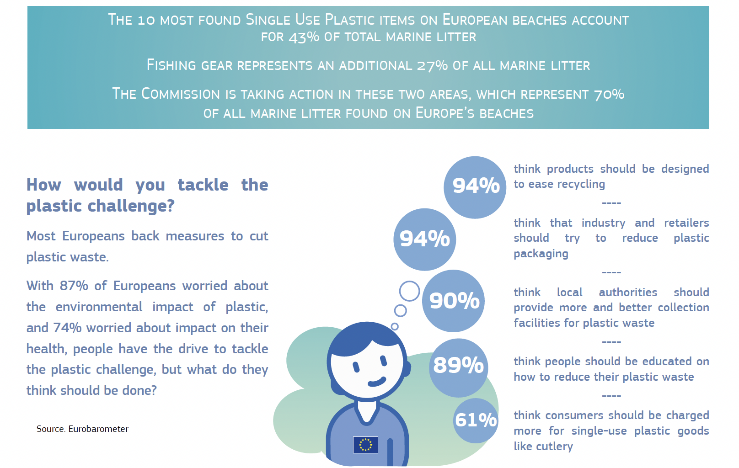 The 10 most found Single Use Plastic items on European beaches account
for 43% of total marine litter
Fishing gear represents an additional 27% of all marine litter
The Commission is taking action in these two areas, which represent 70%
of all marine litter found on Europe's beaches
How would you tackle the
plastic challenge?
Most Europeans back measures to cut
plastic waste.
With 87% of Europeans worried about
the environmental impact of plastic,
and 74% worried about impact on their
health, people have the drive to tackle
the plastic challenge, but what do they
think should be done?
Source. Eurobarometer
94%
think products should be designed
to ease recycling
----
94%
think that industry and retailers
should try to reduce plastic
packaging
----
90%
think local authorities should
provide more and better collection
facilities for plastic waste
----
89%
think people should be educated on
how to reduce their plastic waste
----
61%
think consumers should be charged
more for single-use plastic goods
like cutlery